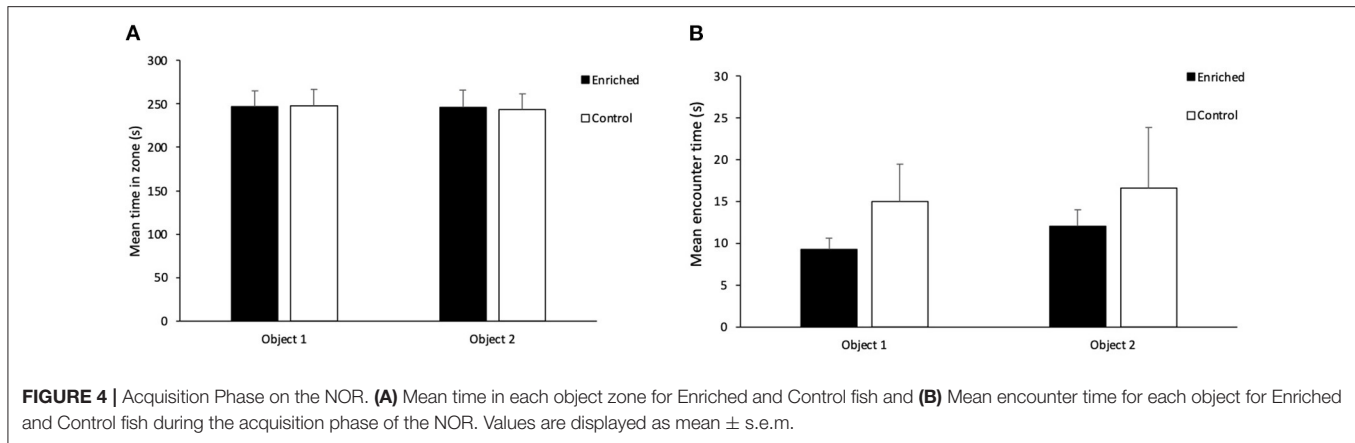 A
300
250
200
150
100
50
0
Mean time in zone (s)
Object 1
Object 2
Enriched
Control
B
30
25
20
15
10
5
0
Mean encounter time (s)
Object 1
Object 2
Enriched
Control
FIGURE 4 | Acquisition Phase on the NOR. (A) Mean time in each object zone for Enriched and Control fish and (B) Mean encounter time for each object for Enriched
and Control fish during the acquisition phase of the NOR. Values are displayed as mean ± s.e.m.